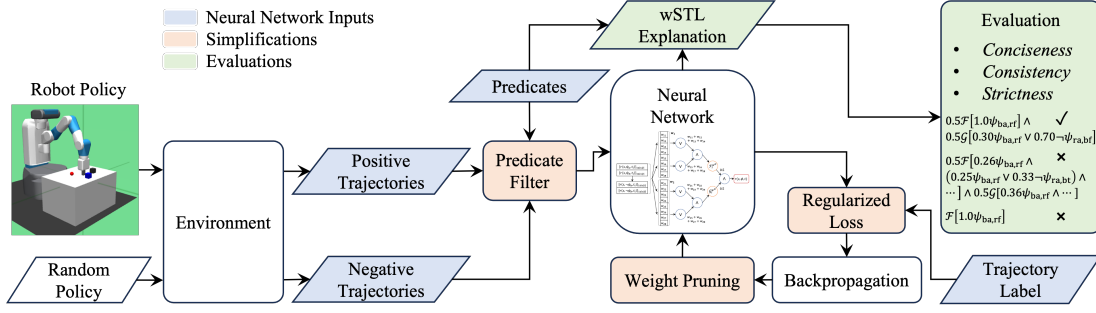 Neural Network Inputs
Simplifications
Evaluations
Robot Policy
Random
Policy
Environment
Positive
Trajectories
Negative
Trajectories
Predicates
Predicate
Filter
wSTL
Explanation
Neural
Network
Weight Pruning
Backpropagation
Regularized
Loss
Trajectory
Label
Evaluation
• Conciseness
• Consistency
• Strictness
0.5ℱ[1.0ψba,rf] ∧ ✓
0.5𝒢[0.30ψba,rf ∨ 0.70¬ψra,bf]
0.5ℱ[0.26ψba,rf ∧ ×
(0.25ψba,rf ∨ 0.33¬ψra,bt) ∧
⋯] ∧ 0.5𝒢[0.36ψba,rf ∧ ⋯]
ℱ[1.0ψba,rf] ×